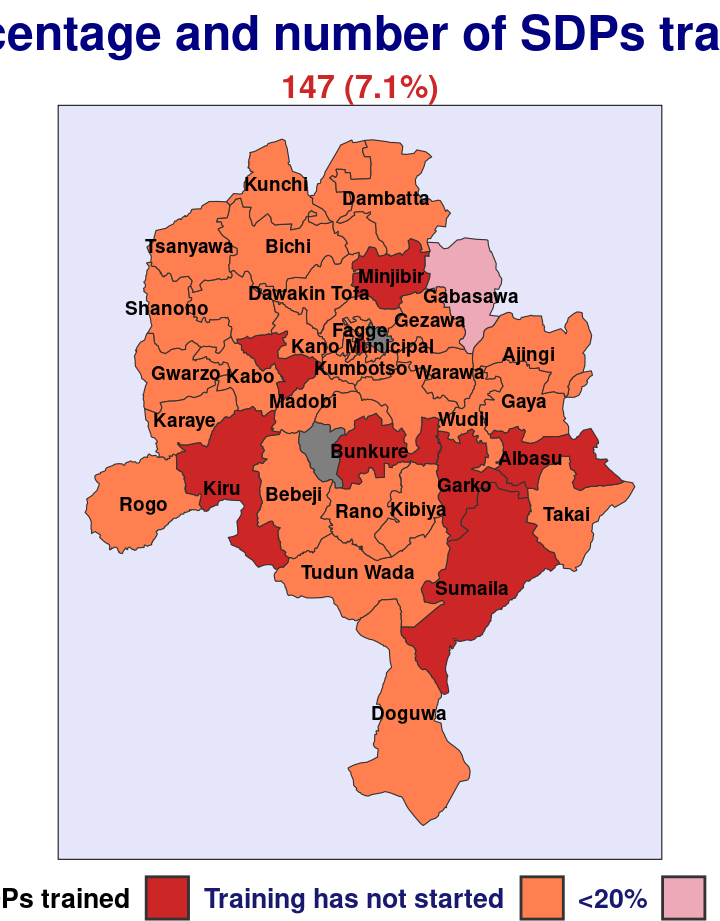 centage and number of SDPs tra
147 (7.1%)
Kunchi
Dambatta
Tsanyawa
Bichi
Minjibir
Dawakin Tofa
Gabasawa
Shanono
Gezawa
Fagge
Kano Municipal
Ajingi
Kumbotso
Gwarzo
Kabo
Warawa
Madobi
Gaya
Karaye
Wudil
Bunkure
Albasu
Kiru
Garko
Bebeji
Rogo
Rano
Kibiya
Takai
Tudun Wada
Sumaila
Doguwa
Ps trained
Training has not started
<20%